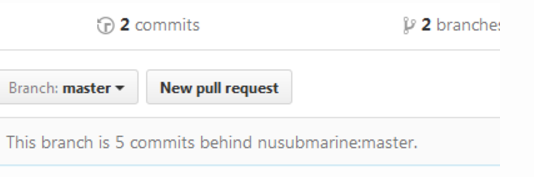 2 commits 2 branches
Branch: master New pull request
This branch is 5 commits behind nusubmarine:master.